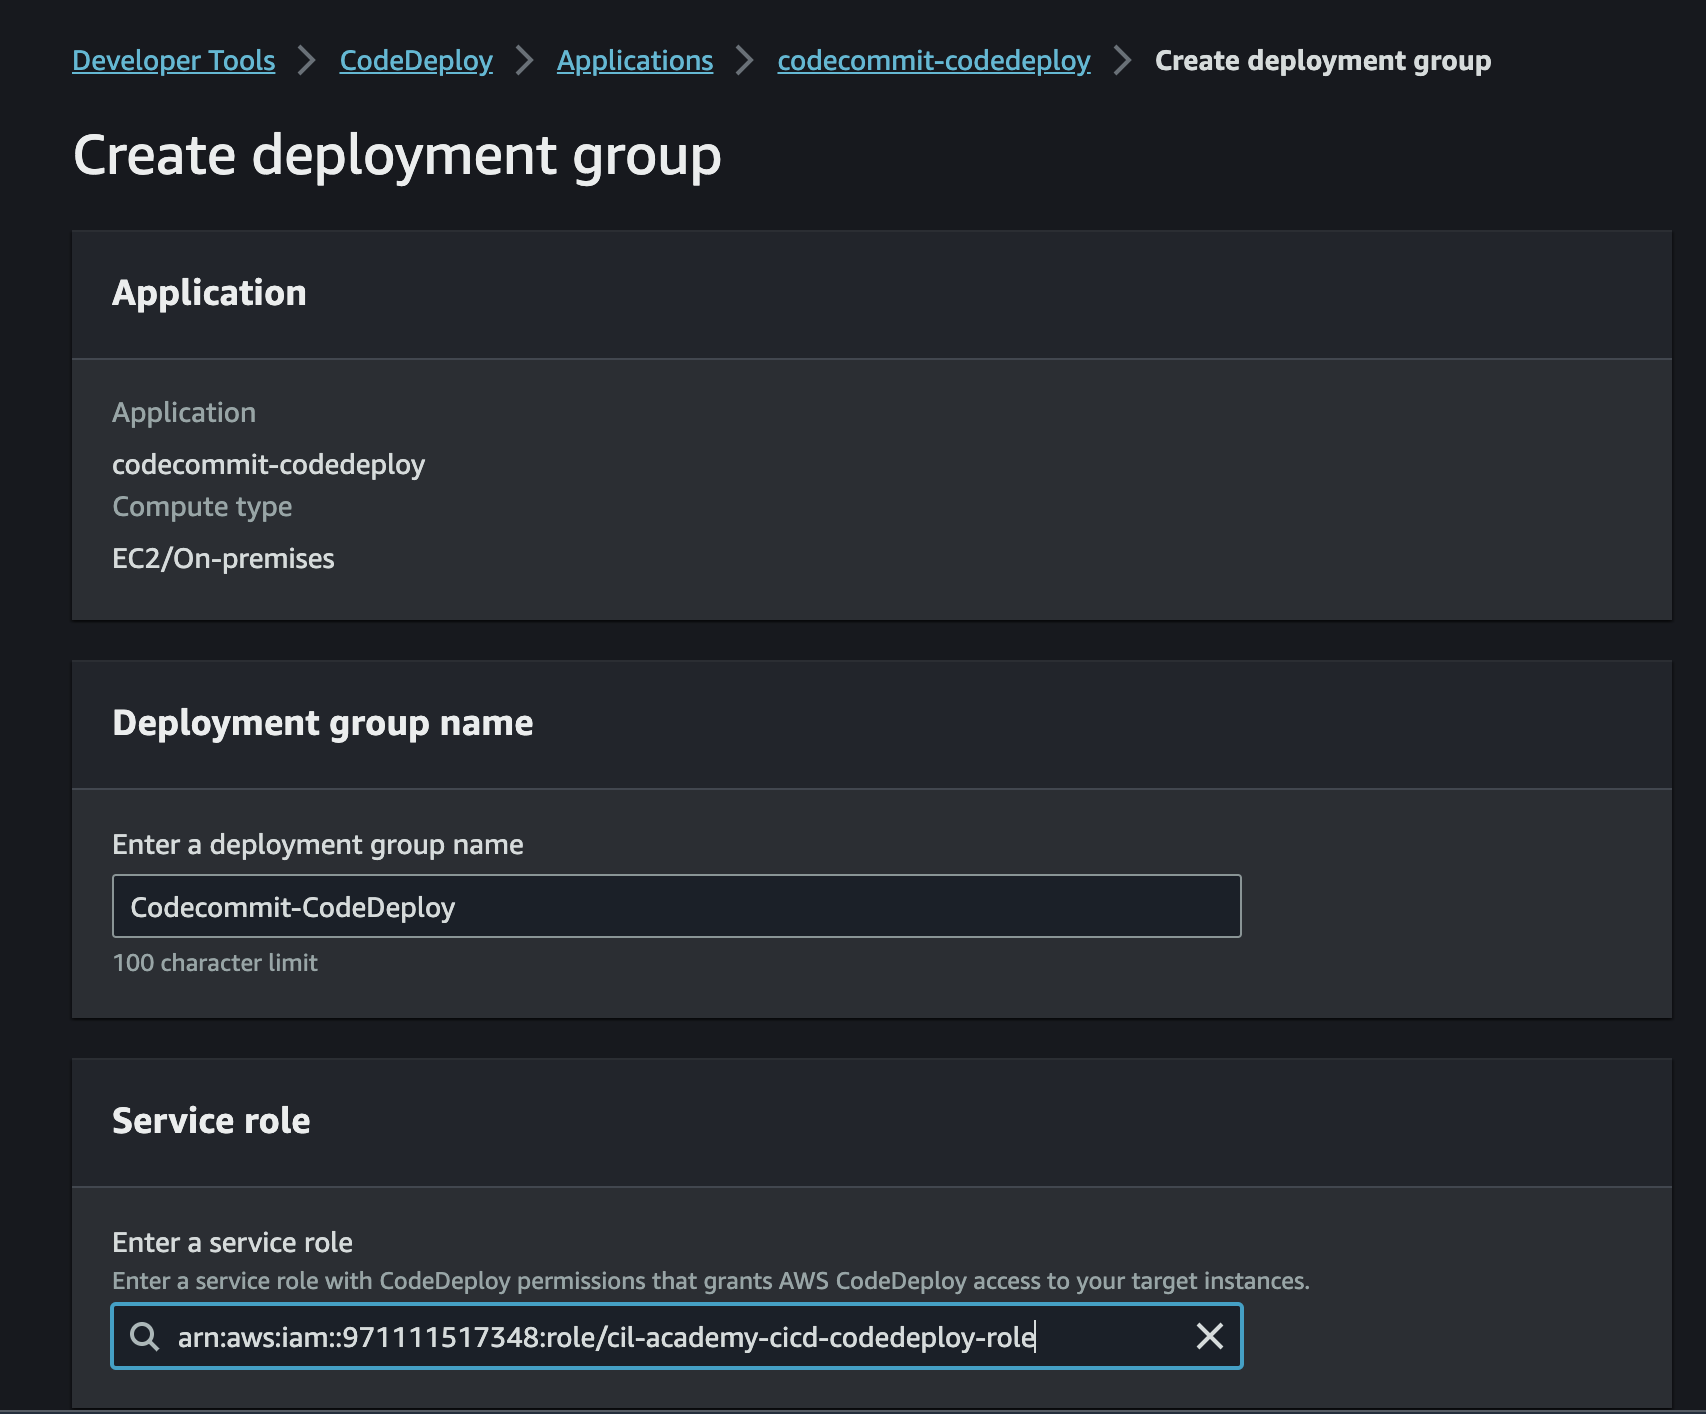 Developer Tools > CodeDeploy > Applications > codecommit-codedeploy > Create deployment group
Create deployment group
Application
Application
codecommit-codedeploy
Compute type
EC2/On-premises
Deployment group name
Enter a deployment group name
Codecommit-CodeDeploy
100 character limit
Service role
Enter a service role
Enter a service role with CodeDeploy permissions that grants AWS CodeDeploy access to your target instances.
arn:aws:iam::971111517348:role/cil-academy-cicd-codedeploy-role